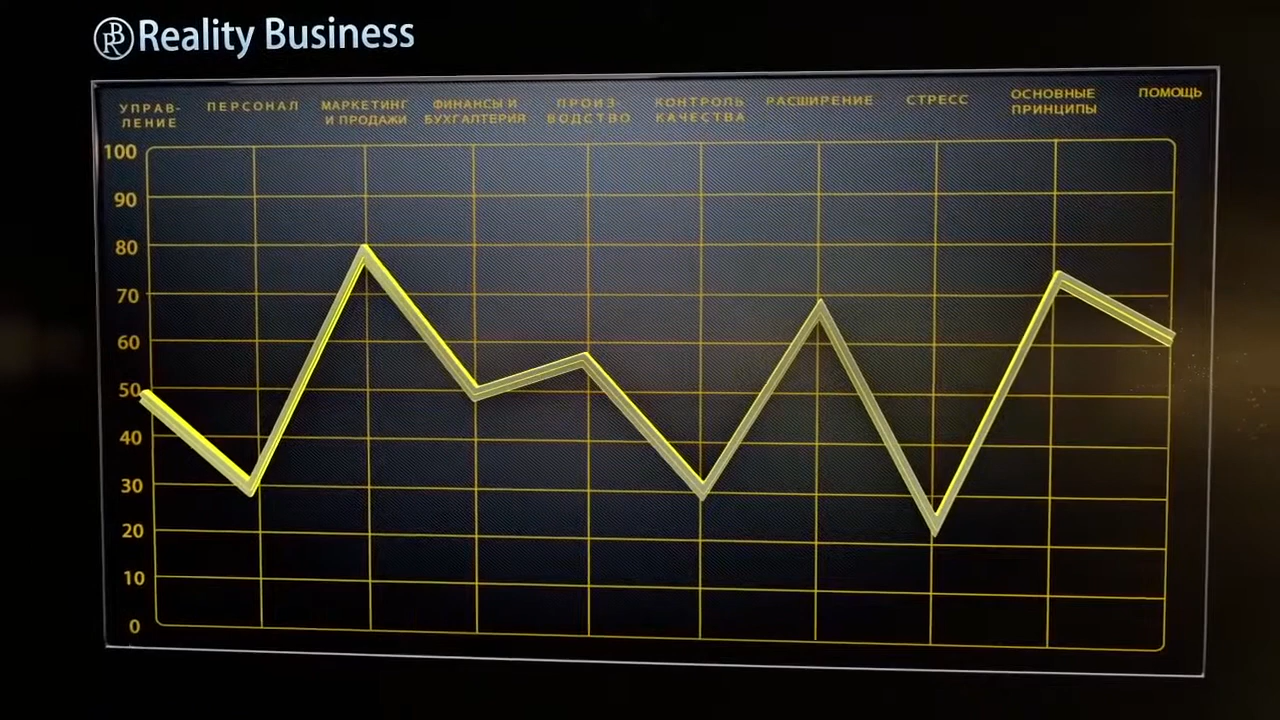 BR Reality Business
УПРАВ-
ЛЕНИЕ
ПЕРСОНАЛ
МАРКЕТИНГ
И ПРОДАЖИ
ФИНАНСЫ И
БУХГАЛТЕРИЯ
ПРОИЗ-
ВОДСТВО
КОНТРОЛЬ
КАЧЕСТВА
РАСШИРЕНИЕ
СТРЕСС
ОСНОВНЫЕ
ПРИНЦИПЫ
ПОМОЩЬ
100
90
80
70
60
50
40
30
20
10
0